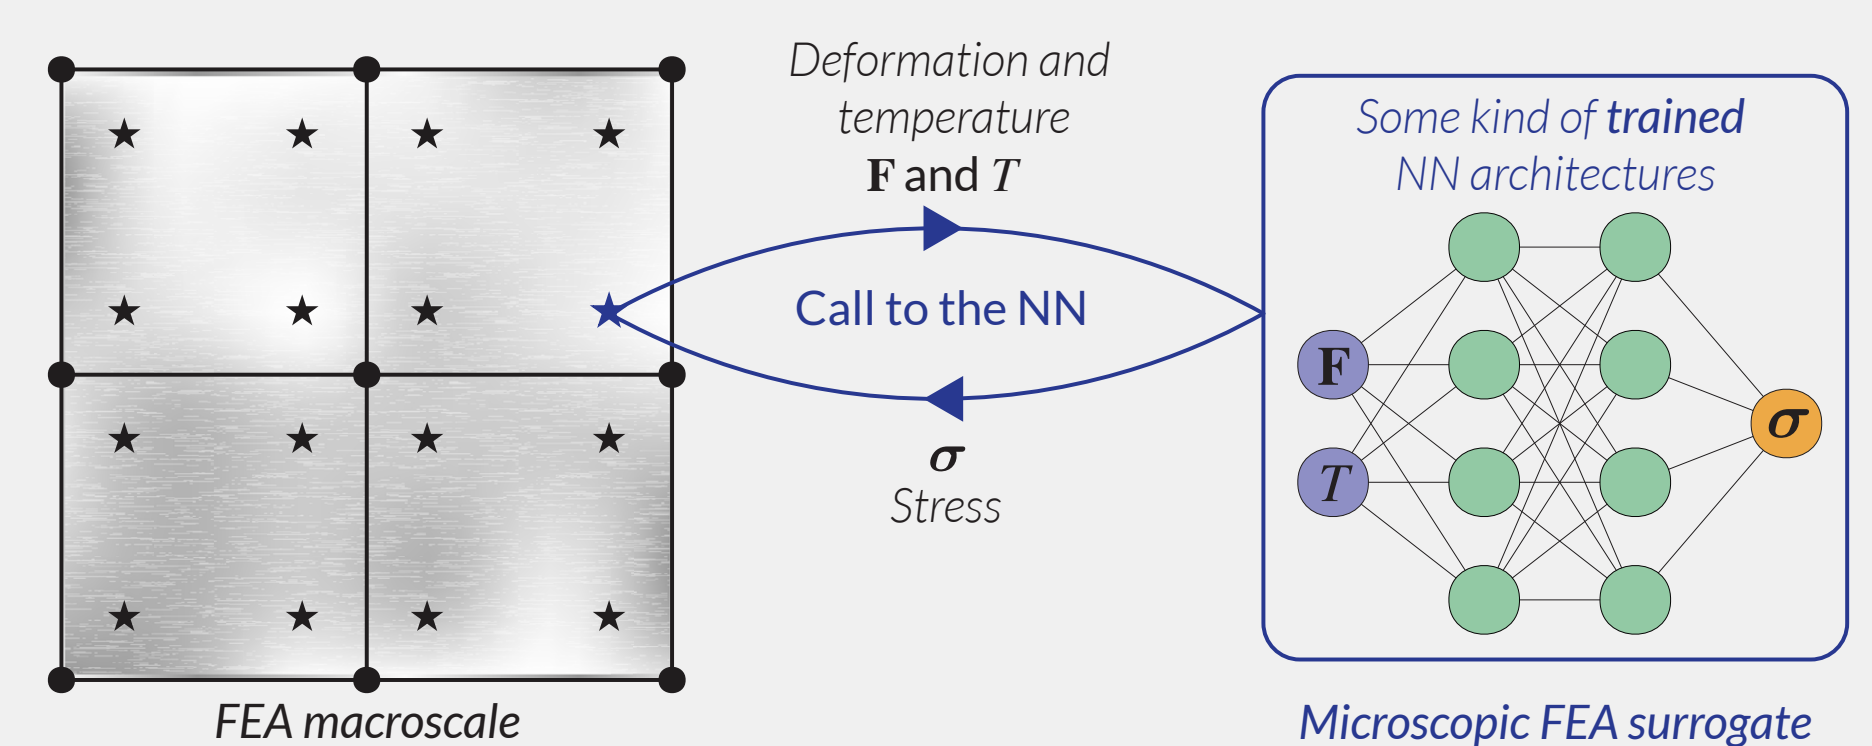 Deformation and
temperature
F and T
Call to the NN
σ
Stress
FEA macroscale
Some kind of trained
NN architectures
F
T
σ
Microscopic FEA surrogate